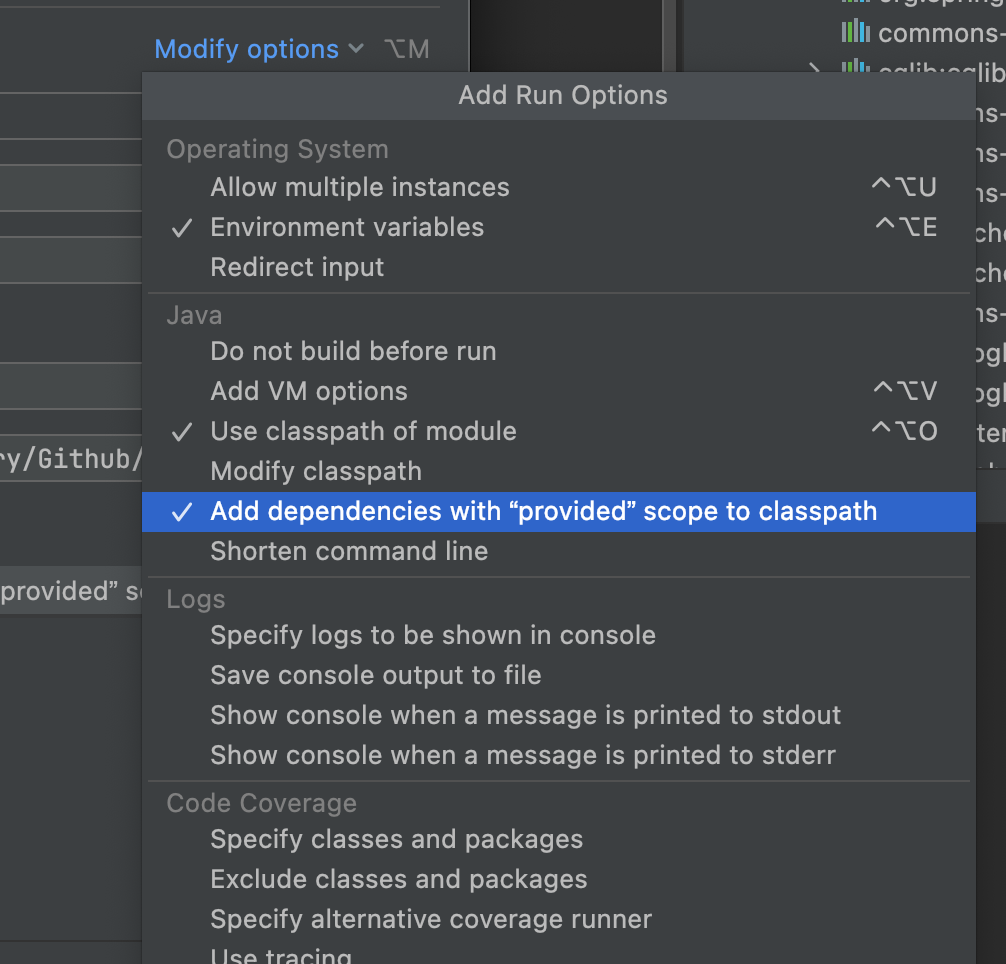 Modify options ⌥M
commons-
Add Run Options
Operating System
Allow multiple instances ^⌥U
✓ Environment variables ^⌥E
Redirect input
Java
Do not build before run
Add VM options ^⌥V
✓ Use classpath of module ^⌥O
ry/Github/
Modify classpath
✓ Add dependencies with “provided” scope to classpath
Shorten command line
provided” s
Logs
Specify logs to be shown in console
Save console output to file
Show console when a message is printed to stdout
Show console when a message is printed to stderr
Code Coverage
Specify classes and packages
Exclude classes and packages
Specify alternative coverage runner
Use tracing